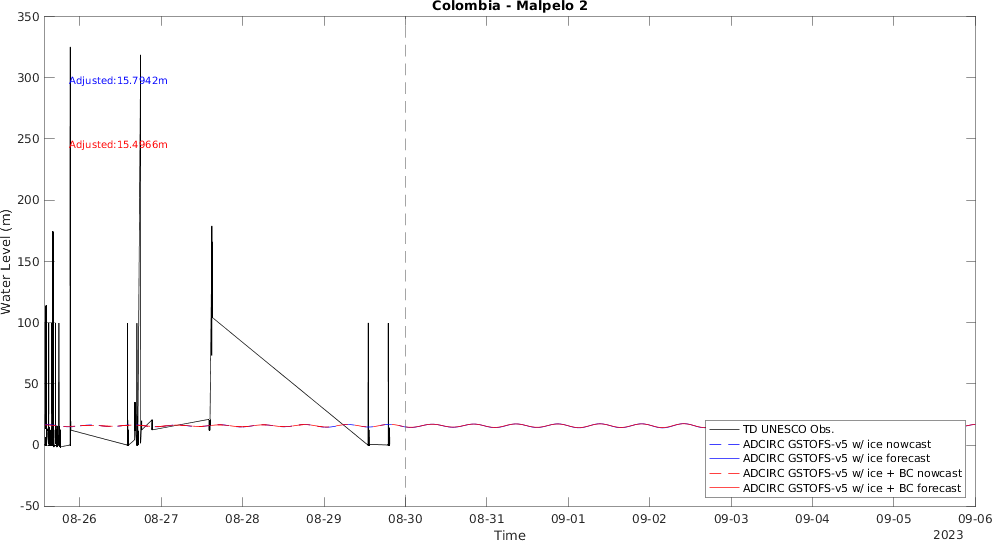 Colombia - Malpelo 2
350
300
250
200
150
100
50
0
-50
Water Level (m)
Adjusted:15.7942m
Adjusted:15.4966m
TD UNESCO Obs.
ADCIRC GSTOFS-v5 w/ ice nowcast
ADCIRC GSTOFS-v5 w/ ice forecast
ADCIRC GSTOFS-v5 w/ ice + BC nowcast
ADCIRC GSTOFS-v5 w/ ice + BC forecast
08-26 08-27 08-28 08-29 08-30 08-31 09-01 09-02 09-03 09-04 09-05 09-06
Time
2023